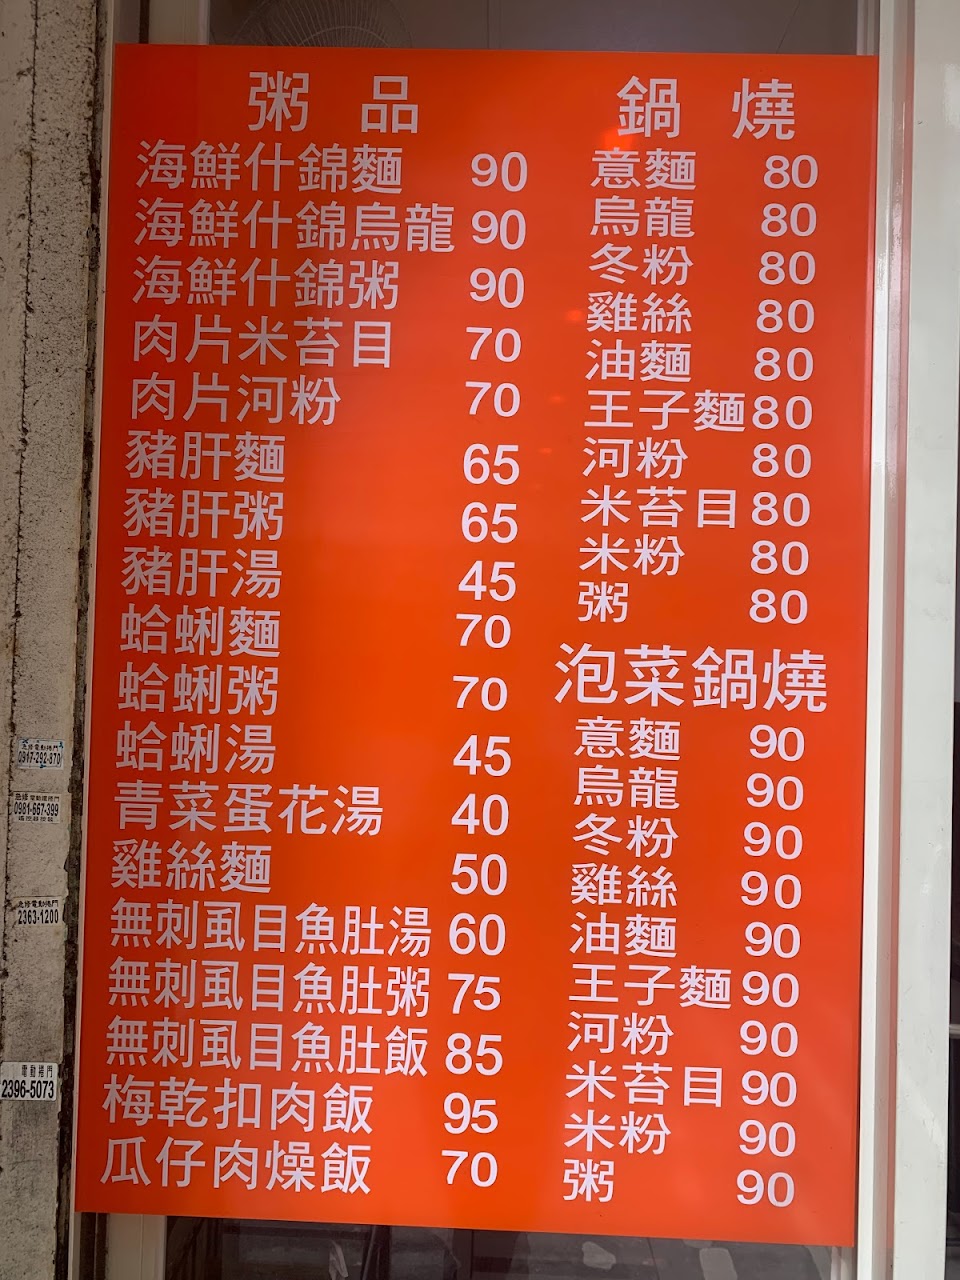 粥品
海鮮什錦麵 90
海鮮什錦烏龍 90
海鮮什錦粥 90
肉片米苔目 70
肉片河粉 70
豬肝麵 65
豬肝粥 65
豬肝湯 45
蛤蜊麵 70
蛤蜊粥 70
蛤蜊湯 45
青菜蛋花湯 40
雞絲麵 50
無刺虱目魚肚湯 60
無刺虱目魚肚粥 75
無刺虱目魚肚飯 85
梅乾扣肉飯 95
瓜仔肉燥飯 70
鍋燒
意麵 80
烏龍 80
冬粉 80
雞絲 80
油麵 80
王子麵 80
河粉 80
米苔目 80
米粉 80
粥 80
泡菜鍋燒
意麵 90
烏龍 90
冬粉 90
雞絲 90
油麵 90
王子麵 90
河粉 90
米苔目 90
米粉 90
粥 90
0917-292-870
0981-667-399
2363-1200
電動捲門
2396-5073